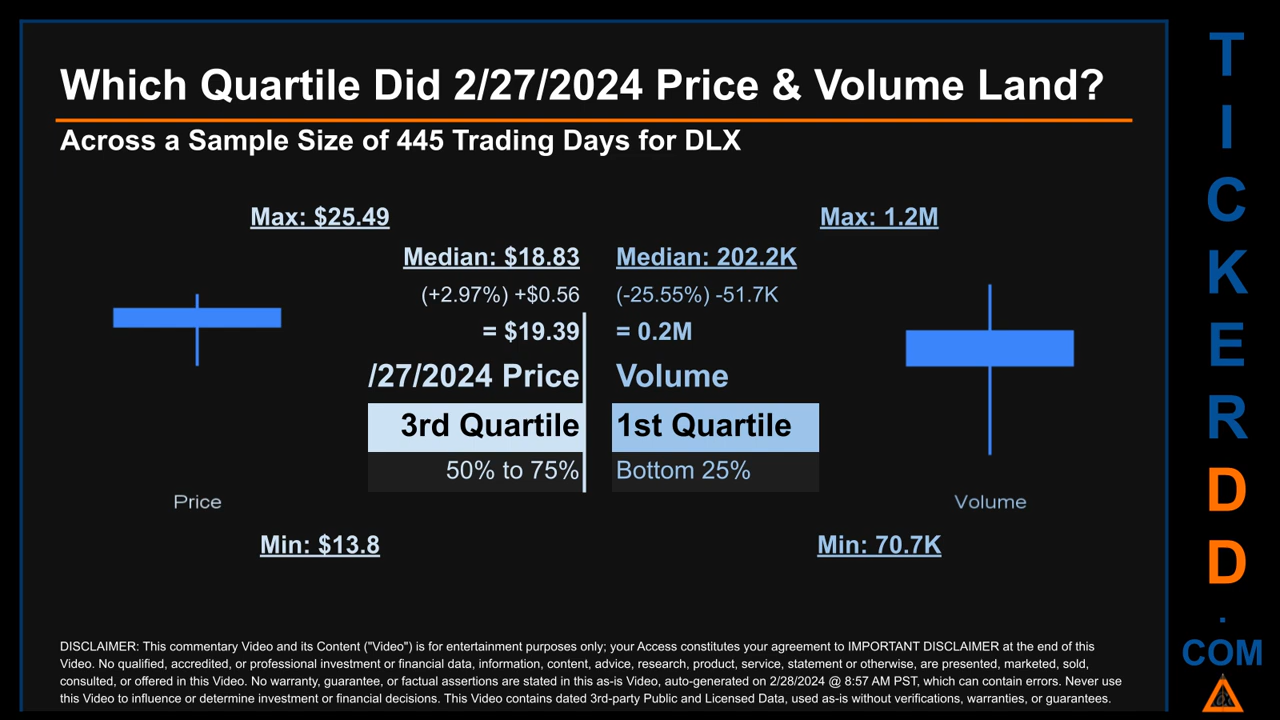 Which Quartile Did 2/27/2024 Price & Volume Land?
Across a Sample Size of 445 Trading Days for DLX
Max: $25.49
Max: 1.2M
Median: $18.83
Median: 202.2K
(+2.97%) +$0.56
(-25.55%) -51.7K
= $19.39
= 0.2M
/27/2024 Price
Volume
3rd Quartile
1st Quartile
50% to 75%
Bottom 25%
Price
Volume
Min: $13.8
Min: 70.7K
DISCLAIMER: This commentary Video and its Content ("Video") is for entertainment purposes only; your Access constitutes your agreement to IMPORTANT DISCLAIMER at the end of this
Video. No qualified, accredited, or professional investment or financial data, information, content, advice, research, product, service, statement or otherwise, are presented, marketed, sold,
consulted, or offered in this Video. No warranty, guarantee, or factual assertions are stated in this as-is Video, auto-generated on 2/28/2024 @ 8:57 AM PST, which can contain errors. Never use
this Video to influence or determine investment or financial decisions. This Video contains dated 3rd-party Public and Licensed Data, used as-is without verifications, warranties, or guarantees.
T
I
C
K
E
R
D
D
.
COM